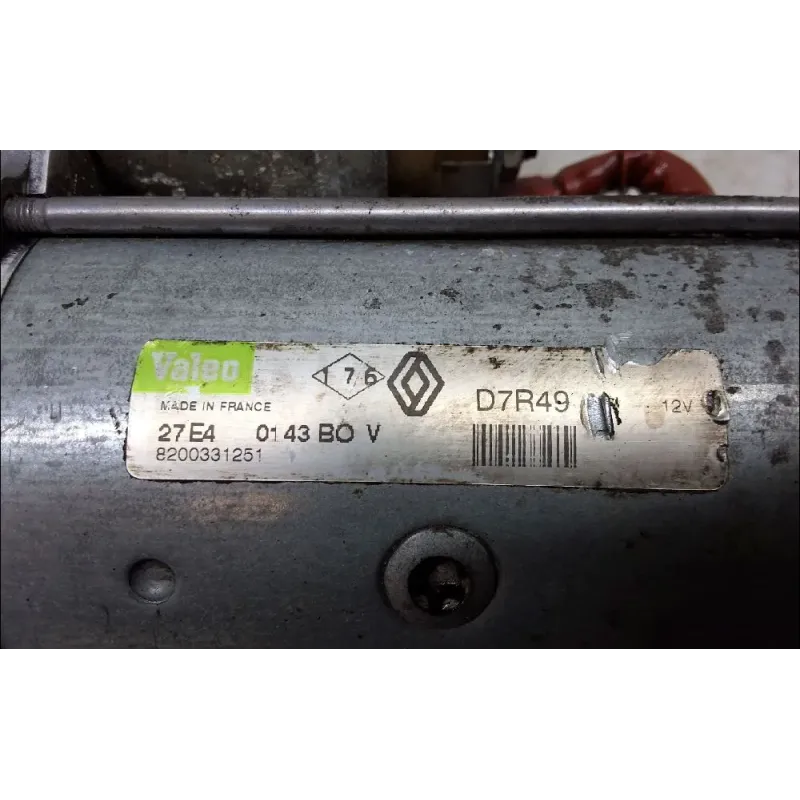 Valeo 176 D7R49 12V
MADE IN FRANCE
27E4 0143 BO V
8200331251